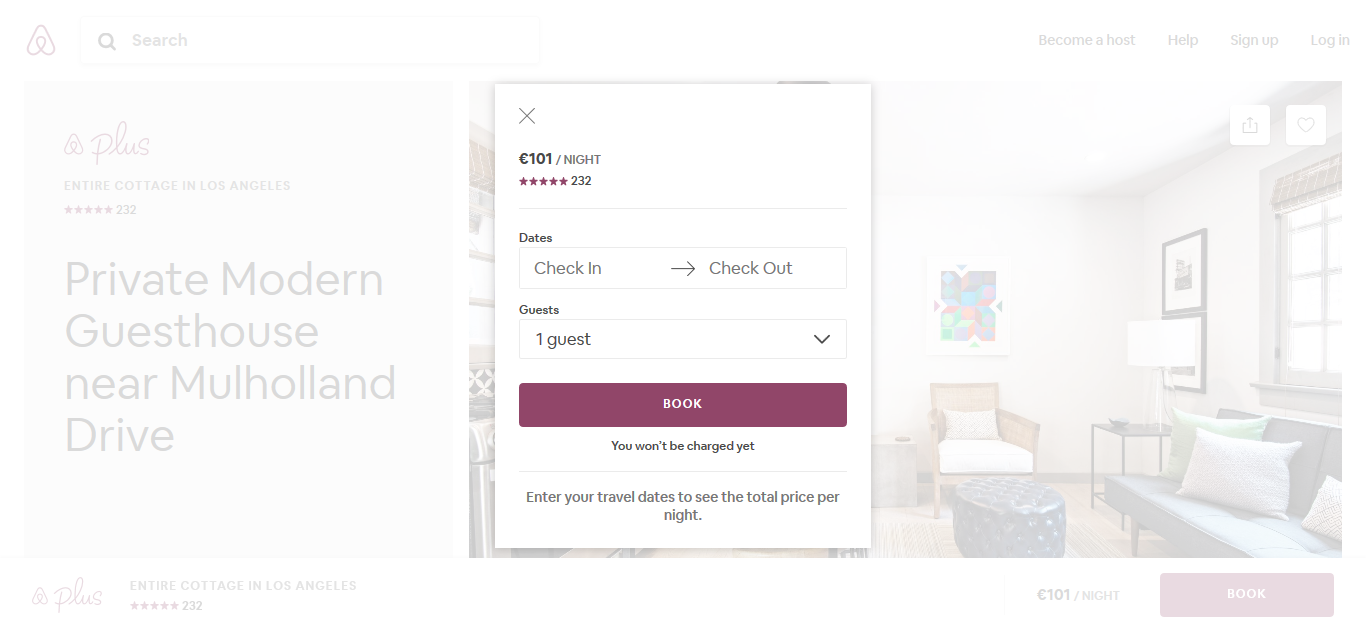 Search
Become a host
Help
Sign up
Log in
plus
ENTIRE COTTAGE IN LOS ANGELES
232
Private Modern
Guesthouse
near Mulholland
Drive
€101 / NIGHT
232
Dates
Check In
Check Out
Guests
1 guest
BOOK
You won't be charged yet
Enter your travel dates to see the total price per
night.
plus
ENTIRE COTTAGE IN LOS ANGELES
232
€101 / NIGHT
BOOK